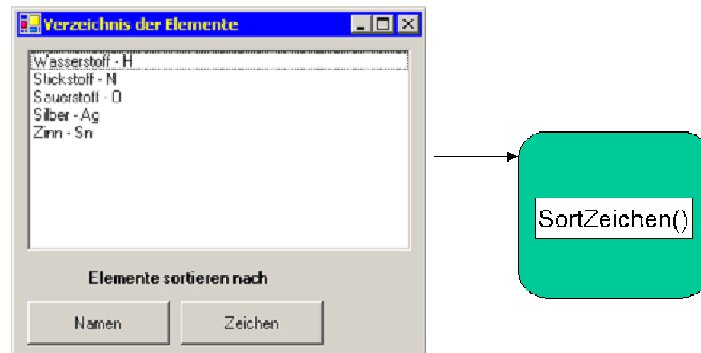 Verzeichnis der Elemente
Wasserstoff - H
Stickstoff - N
Sauerstoff - O
Silber - Ag
Zinn - Sn
SortZeichen()
Elemente sortieren nach
Namen Zeichen